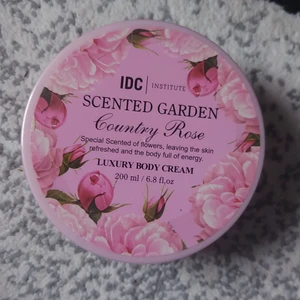 IDC | INSTITUTE
SCENTED GARDEN
Country Rose
Special Scented of flowers, leaving the skin
refreshed and the body full of energy.
LUXURY BODY CREAM
200 ml / 6.8 fl.oz